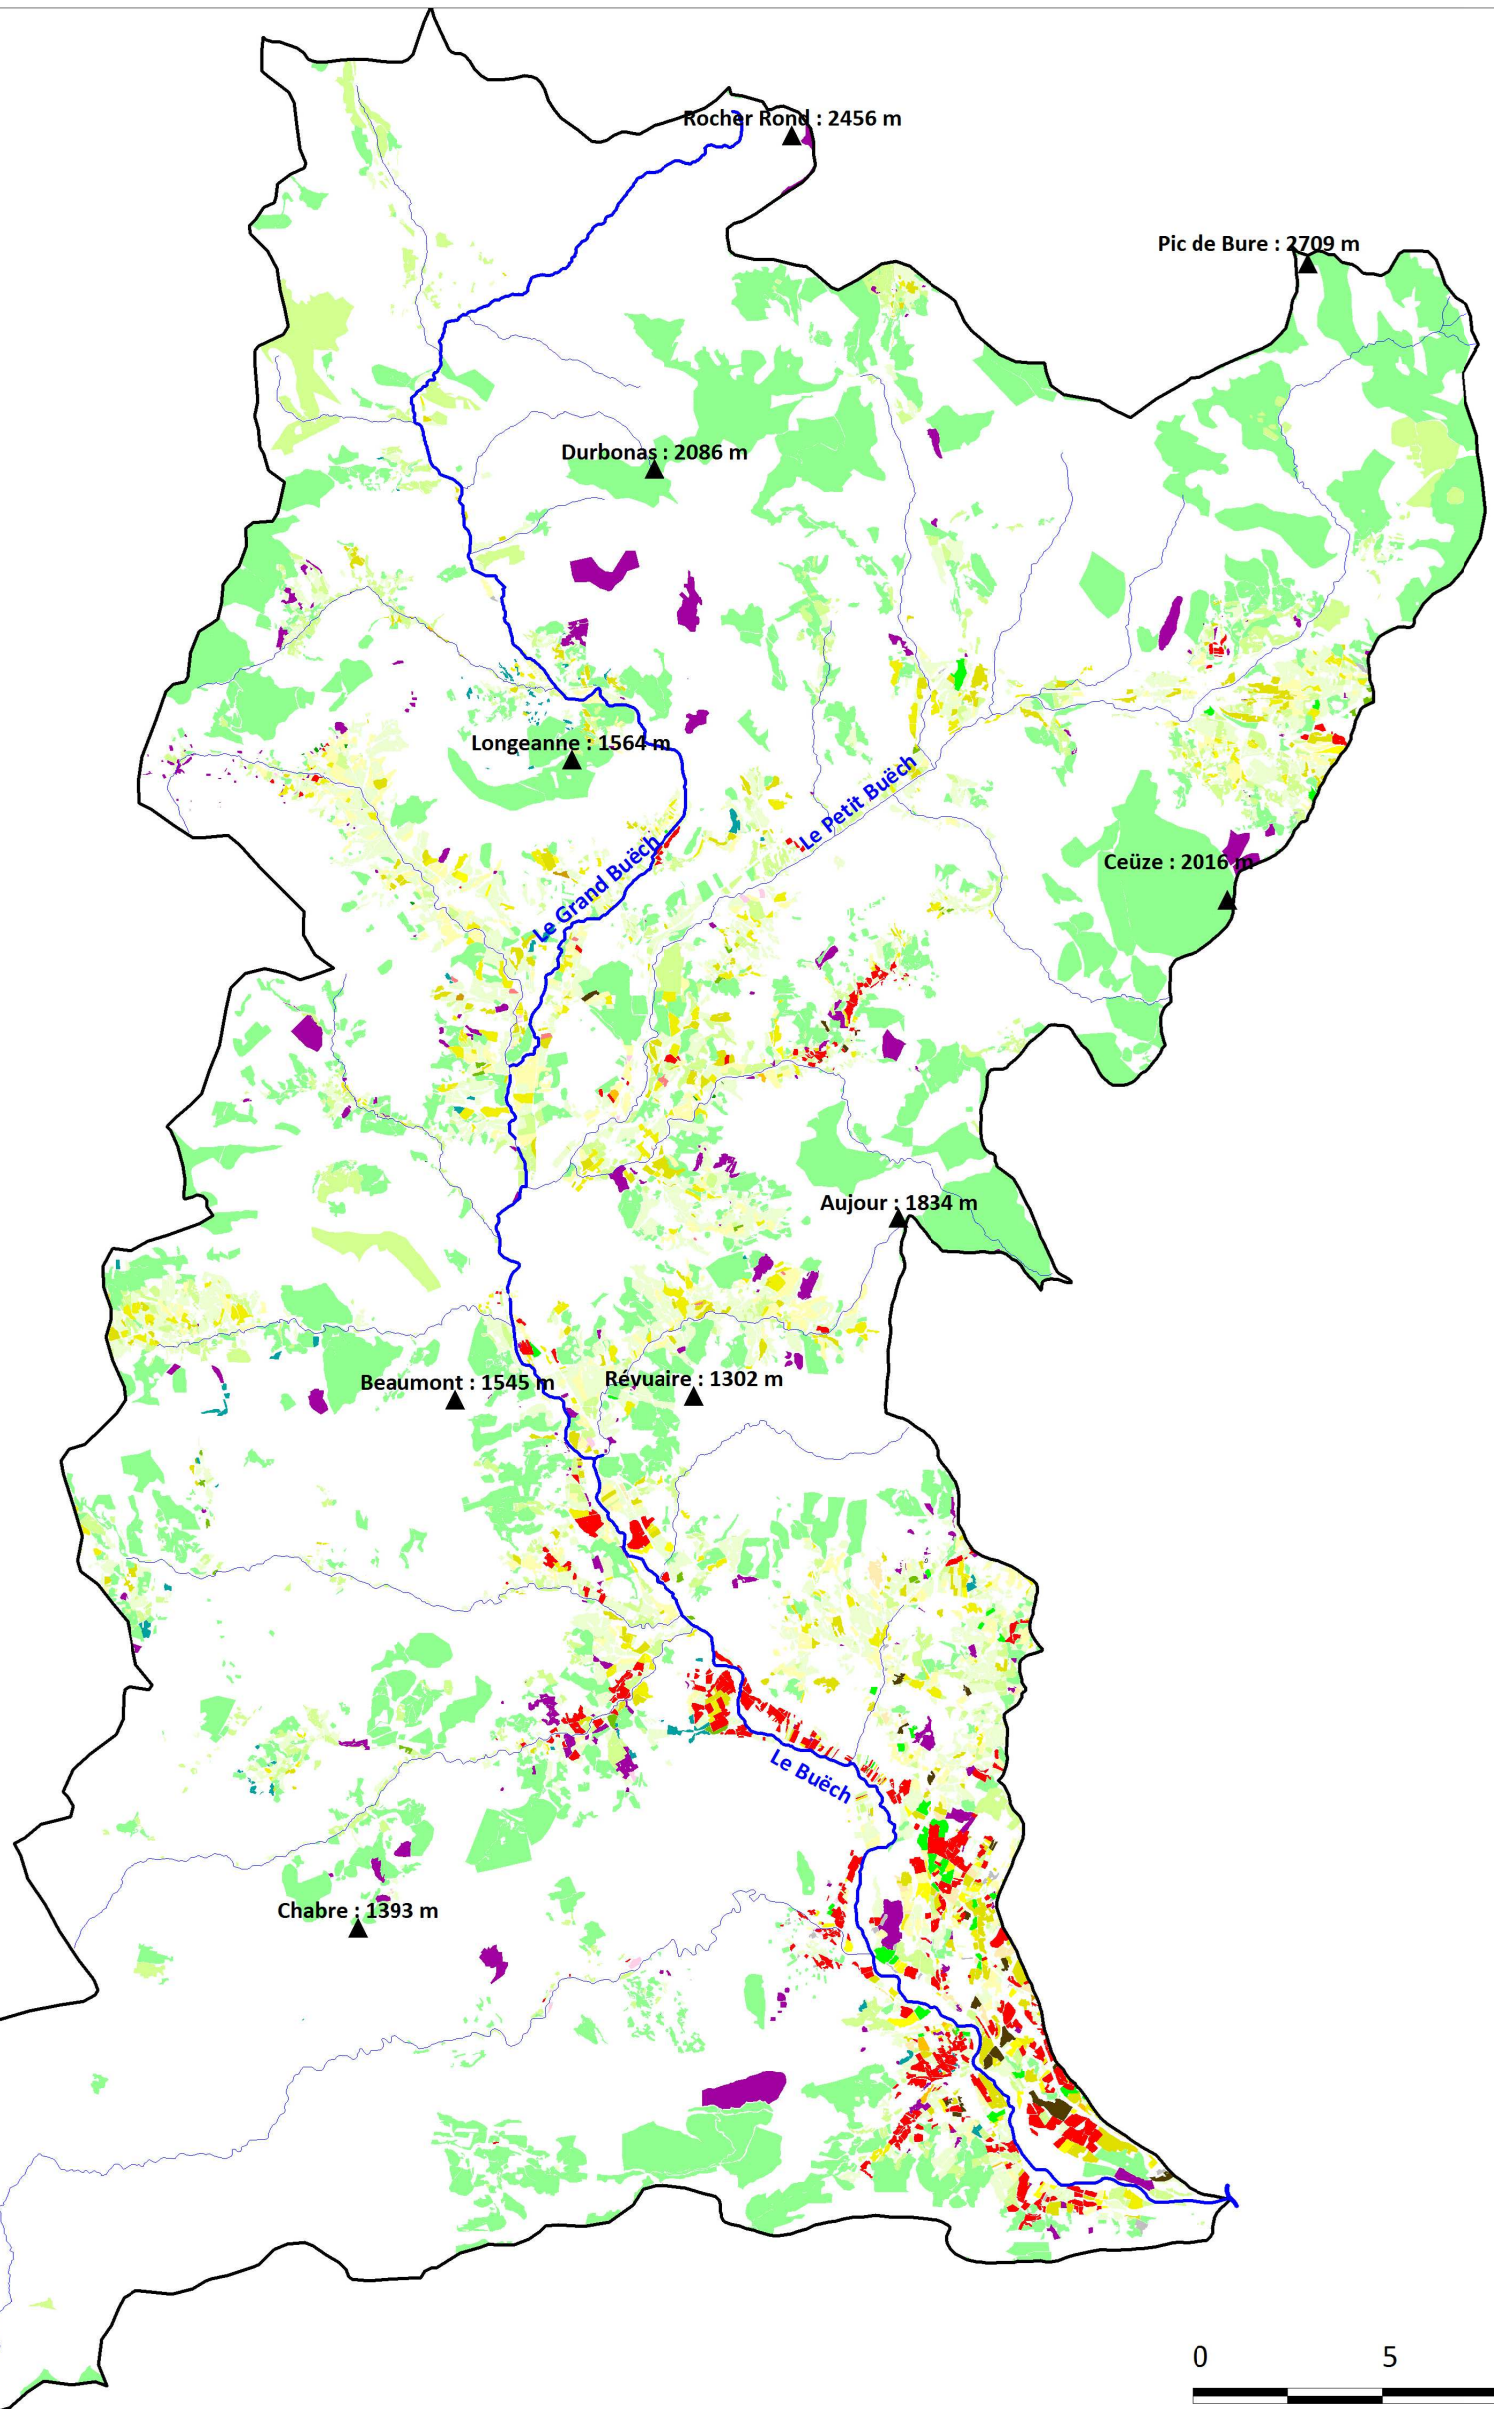 Rocher Rond : 2456 m
Pic de Bure : 2709 m
Durbonas : 2086 m
Longeanne : 1564 m
Le Petit Buëch
Ceüze : 2016 m
Le Grand Buëch
Aujour : 1834 m
Beaumont : 1545 m
Révuaire : 1302 m
Le Buëch
Chabre : 1393 m
0 5